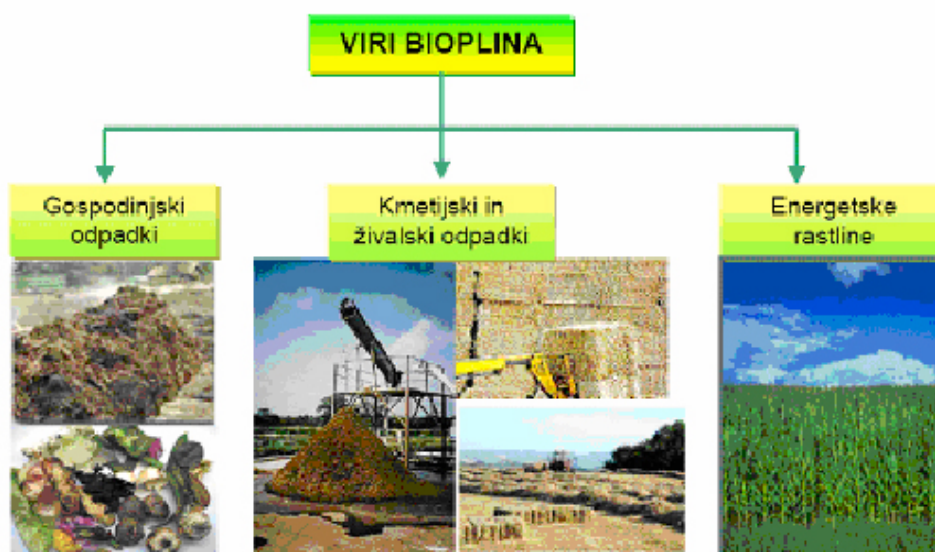 VIRI BIOPLINA
Gospodinjski
odpadki
Kmetijski in
živalski odpadki
Energetske
rastline